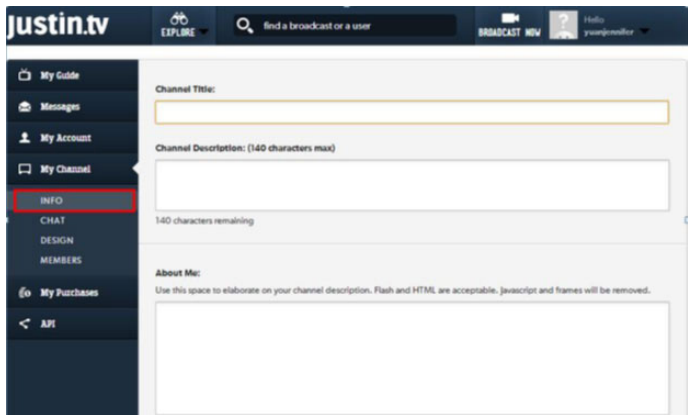 justin.tv
EXPLORE
find a broadcast or a user
BROADCAST NOW
?
Hello
yuanjennifer
My Guide
Messages
My Account
My Channel
INFO
CHAT
DESIGN
MEMBERS
My Purchases
API
Channel Title:
Channel Description: (140 characters max)
140 characters remaining
About Me:
Use this space to elaborate on your channel description. Flash and HTML are acceptable. Javascript and frames will be removed.